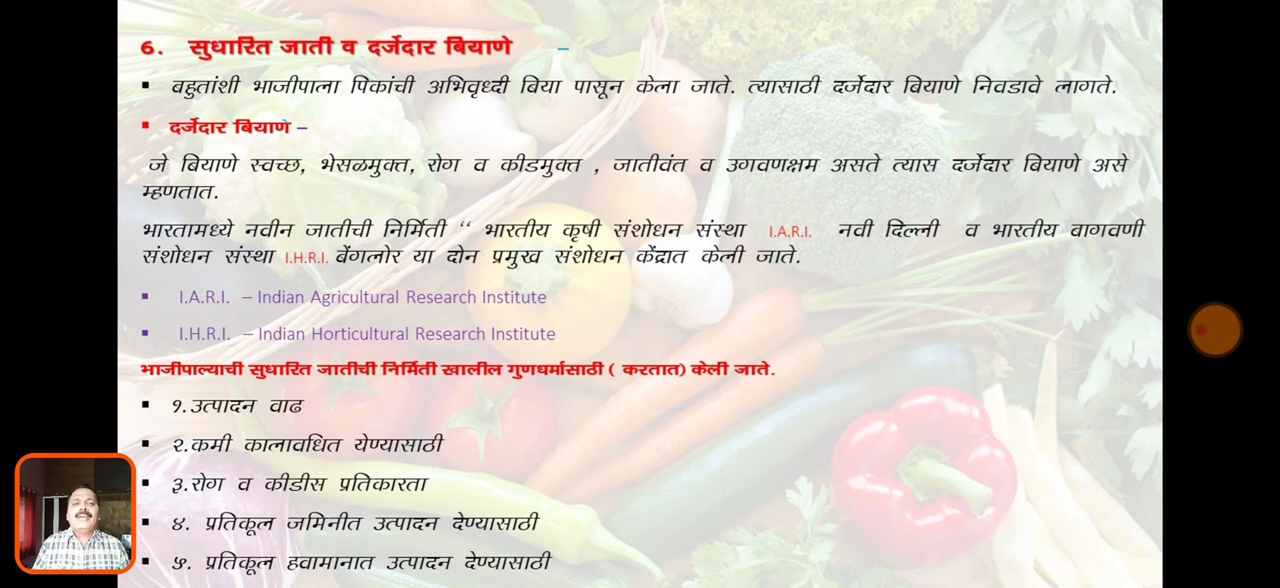 6. सुधारित जाती व दर्जेदार बियाणे –
बहुतांशी भाजीपाला पिकांची अभिवृध्दी बिया पासून केला जाते. त्यासाठी दर्जेदार बियाणे निवडावे लागते.
दर्जेदार बियाणे –
जे बियाणे स्वच्छ, भेसळमुक्त, रोग व कीडमुक्त , जातीवंत व उगवणक्षम असते त्यास दर्जेदार बियाणे असे
म्हणतात.
भारतामध्ये नवीन जातीची निर्मिती “ भारतीय कृषी संशोधन संस्था I.A.R.I. नवी दिल्ली व भारतीय बागवणी
संशोधन संस्था I.H.R.I. बेंगलोर या दोन प्रमुख संशोधन केंद्रात केली जाते.
I.A.R.I. – Indian Agricultural Research Institute
I.H.R.I. – Indian Horticultural Research Institute
भाजीपाल्याची सुधारित जातीची निर्मिती खालील गुणधर्मासाठी ( करतात) केली जाते.
१.उत्पादन वाढ
२.कमी कालावधित येण्यासाठी
३.रोग व कीडीस प्रतिकारता
४. प्रतिकूल जमिनीत उत्पादन देण्यासाठी
५. प्रतिकूल हवामानात उत्पादन देण्यासाठी